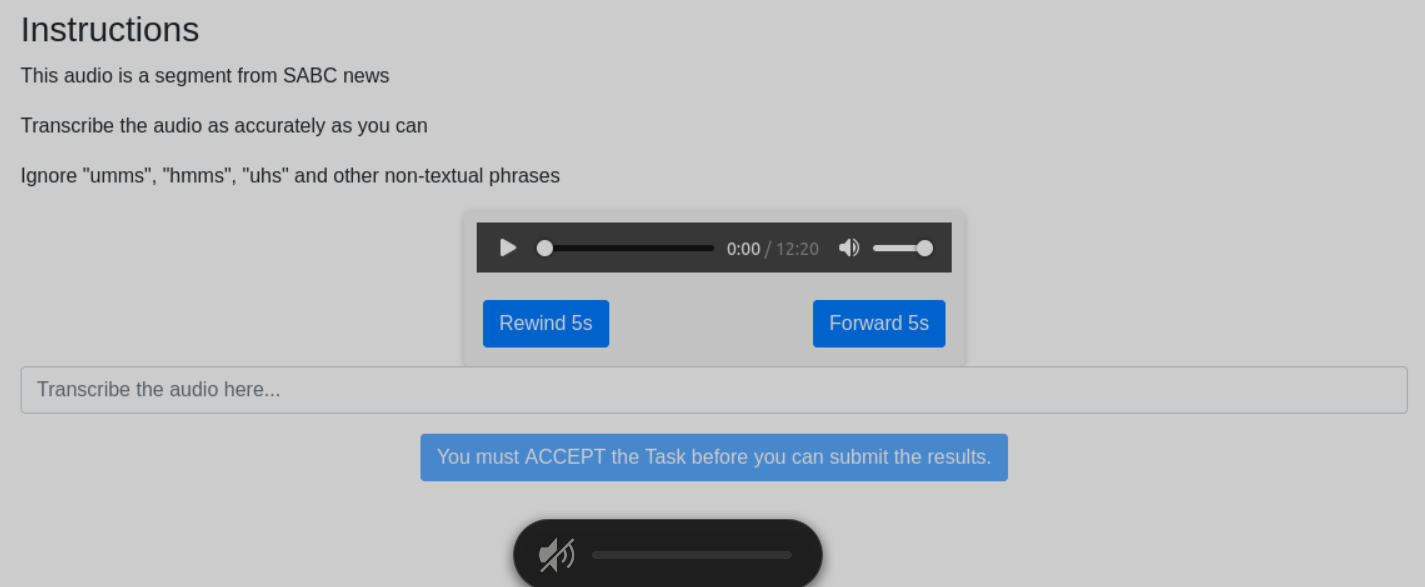 Instructions
This audio is a segment from SABC news
Transcribe the audio as accurately as you can
Ignore "umms", "hmms", "uhs" and other non-textual phrases
0:00 / 12:20
Rewind 5s Forward 5s
Transcribe the audio here...
You must ACCEPT the Task before you can submit the results.